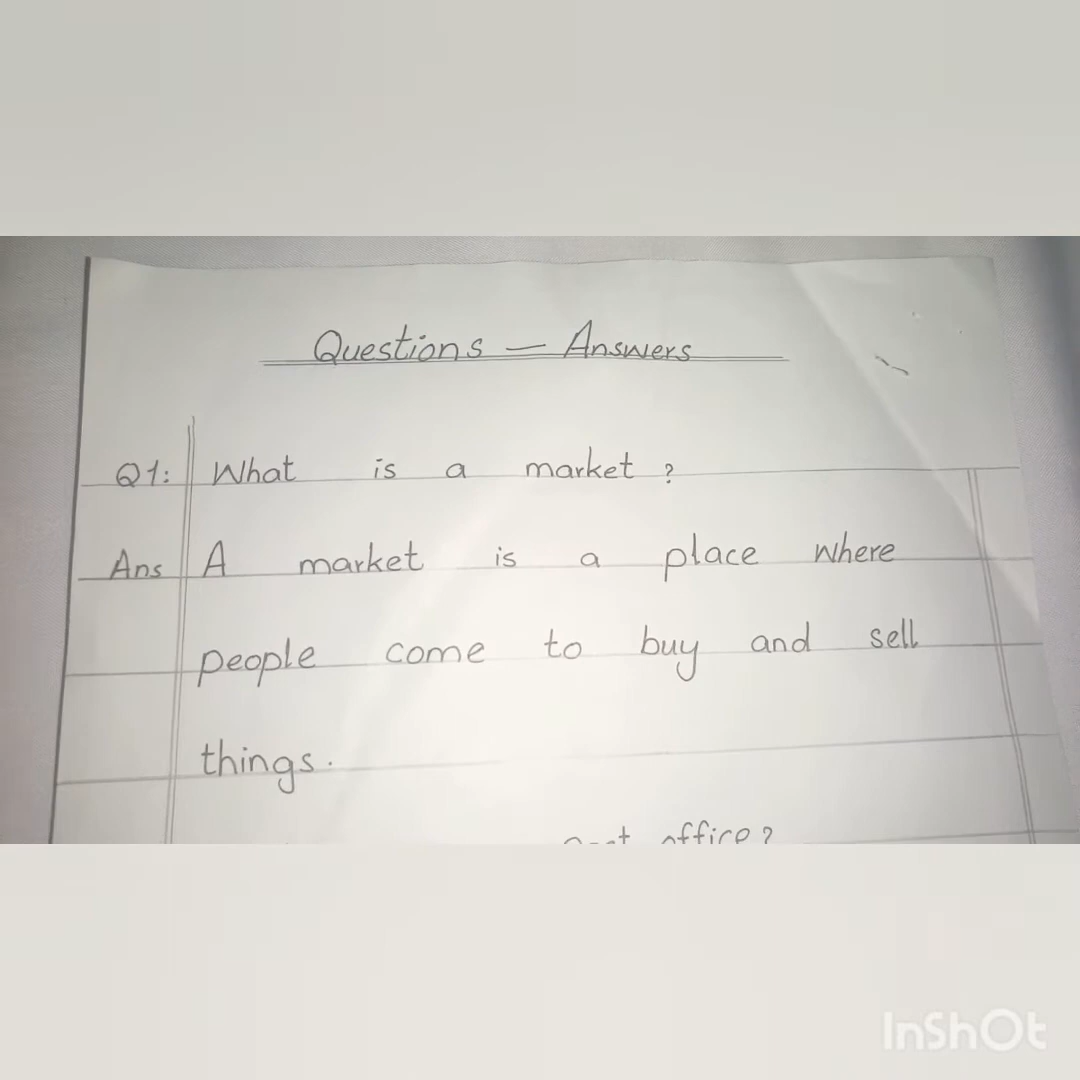 Questions — Answers
Q1: What is a market ?
Ans A market is a place where
people come to buy and sell
things.
office?
InShOt